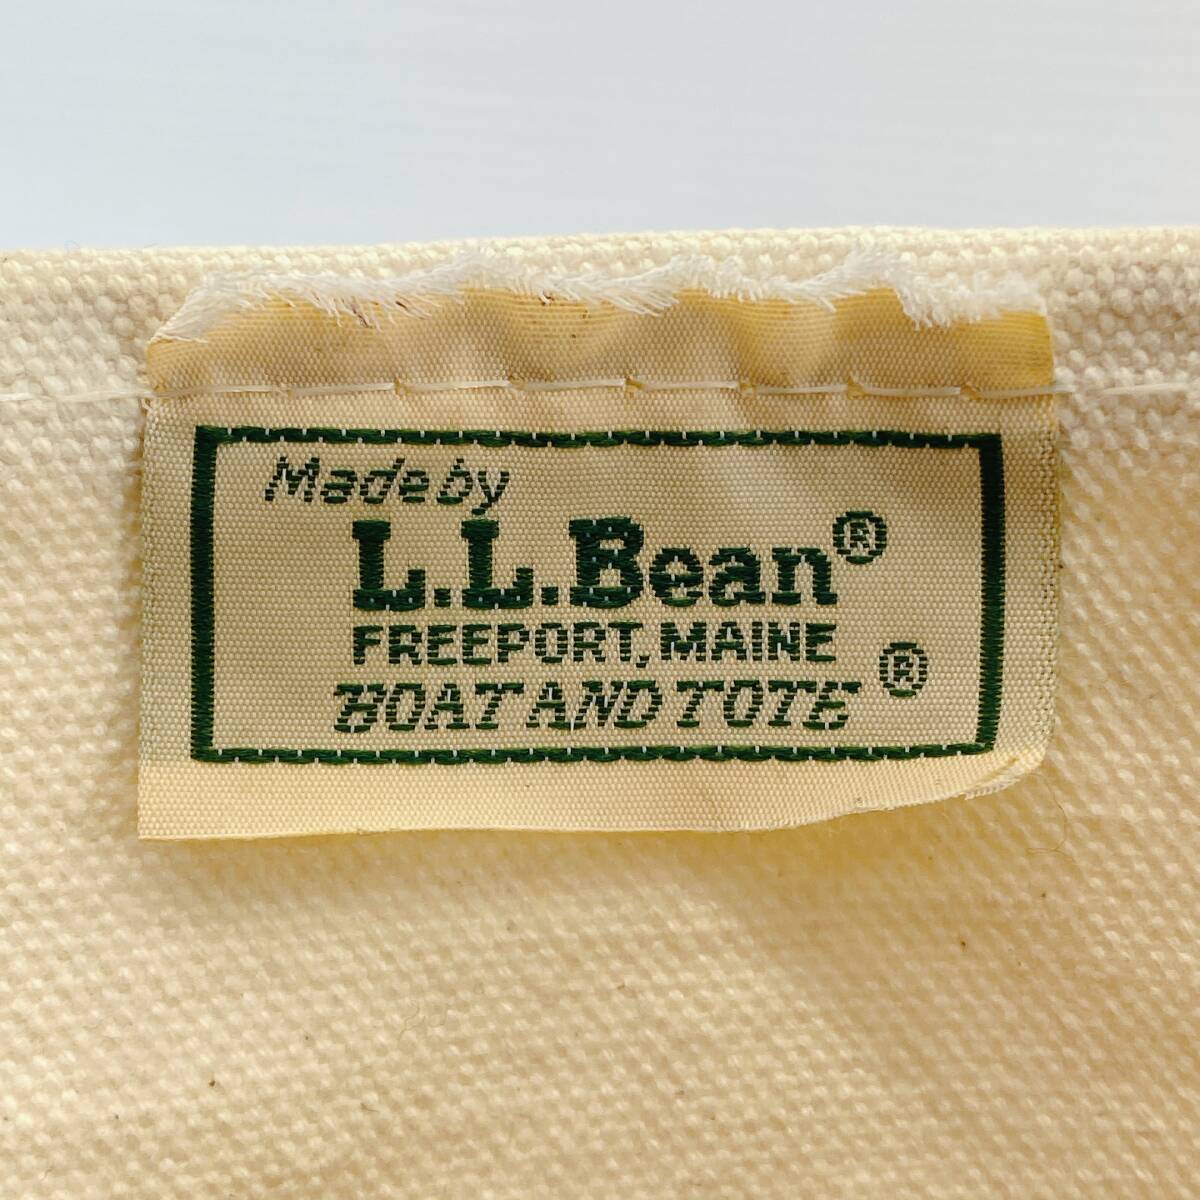 Made by
L.L.Bean®
FREEPORT, MAINE
BOAT AND TOTE ®